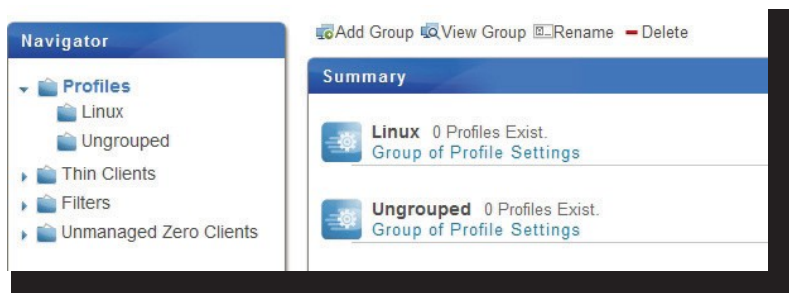 Navigator
Profiles
Linux
Ungrouped
Thin Clients
Filters
Unmanaged Zero Clients
Add Group View Group Rename Delete
Summary
Linux 0 Profiles Exist.
Group of Profile Settings
Ungrouped 0 Profiles Exist.
Group of Profile Settings